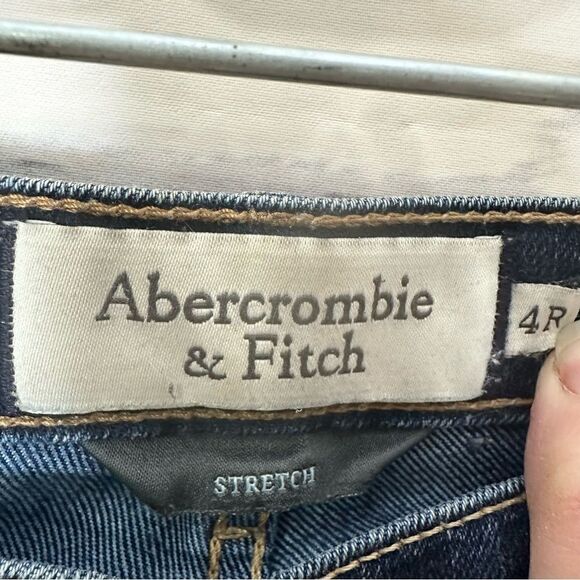 Abercrombie
& Fitch
4R
STRETCH